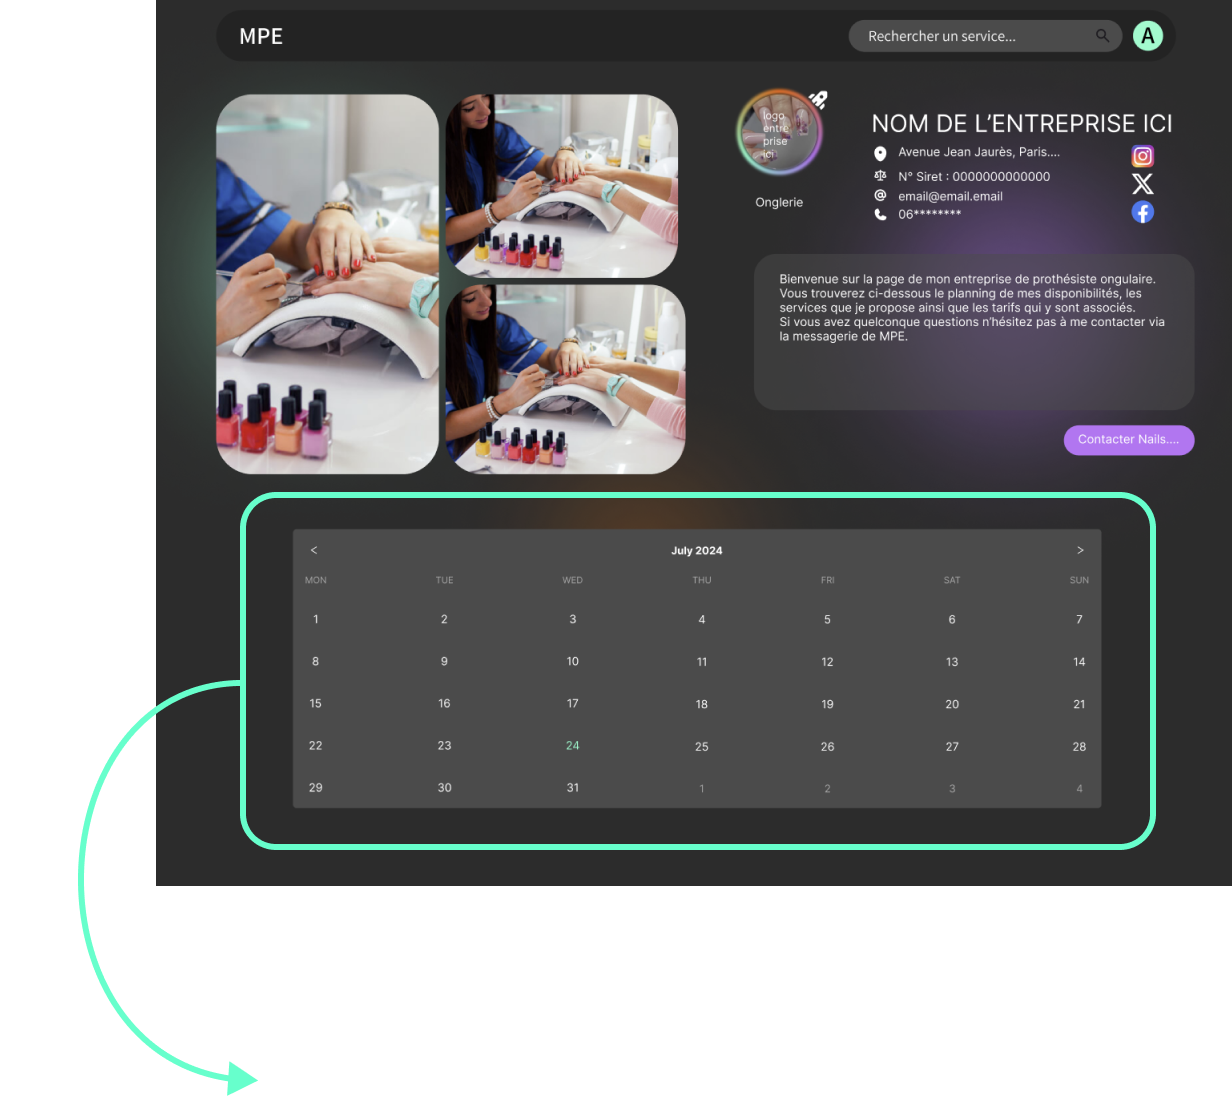 MPE
Rechercher un service...
A
logo
entre
prise
ici
Onglerie
NOM DE L'ENTREPRISE ICI
Avenue Jean Jaurès, Paris....
N° Siret : 0000000000000
email@email.email
06********
Bienvenue sur la page de mon entreprise de prothésiste ongulaire.
Vous trouverez ci-dessous le planning de mes disponibilités, les
services que je propose ainsi que les tarifs qui y sont associés.
Si vous avez quelconque questions n'hésitez pas à me contacter via
la messagerie de MPE.
Contacter Nails....
< July 2024 >
MON TUE WED THU FRI SAT SUN
1 2 3 4 5 6 7
8 9 10 11 12 13 14
15 16 17 18 19 20 21
22 23 24 25 26 27 28
29 30 31 1 2 3 4